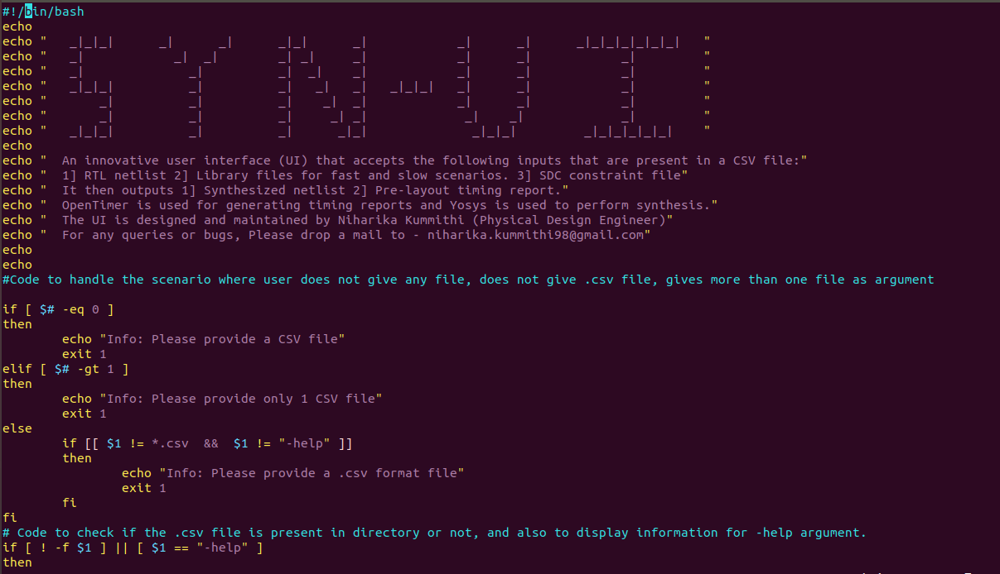 #!/bin/bash
echo
echo "   _|_|_|      _|      _|      _|_|      _|            _|      _|      _|_|_|_|_|_|_|   "
echo "   _|            _|  _|        _| _|     _|            _|      _|            _|         "
echo "   _|              _|          _|  _|    _|            _|      _|            _|         "
echo "   _|_|_|          _|          _|   _|   _|   _|_|_|   _|      _|            _|         "
echo "       _|          _|          _|    _|  _|            _|      _|            _|         "
echo "       _|          _|          _|     _| _|             _|    _|             _|         "
echo "   _|_|_|          _|          _|      _|_|              _|_|_|         _|_|_|_|_|_|    "
echo
echo "  An innovative user interface (UI) that accepts the following inputs that are present in a CSV file:"
echo "  1] RTL netlist 2] Library files for fast and slow scenarios. 3] SDC constraint file"
echo "  It then outputs 1] Synthesized netlist 2] Pre-layout timing report."
echo "  OpenTimer is used for generating timing reports and Yosys is used to perform synthesis."
echo "  The UI is designed and maintained by Niharika Kummithi (Physical Design Engineer)"
echo "  For any queries or bugs, Please drop a mail to - niharika.kummithi98@gmail.com"
echo
echo
#Code to handle the scenario where user does not give any file, does not give .csv file, gives more than one file as argument

if [ $# -eq 0 ]
then
        echo "Info: Please provide a CSV file"
        exit 1
elif [ $# -gt 1 ]
then
        echo "Info: Please provide only 1 CSV file"
        exit 1
else
        if [[ $1 != *.csv  &&  $1 != "-help" ]]
        then
                echo "Info: Please provide a .csv format file"
                exit 1
        fi
fi
# Code to check if the .csv file is present in directory or not, and also to display information for -help argument.
if [ ! -f $1 ] || [ $1 == "-help" ]
then